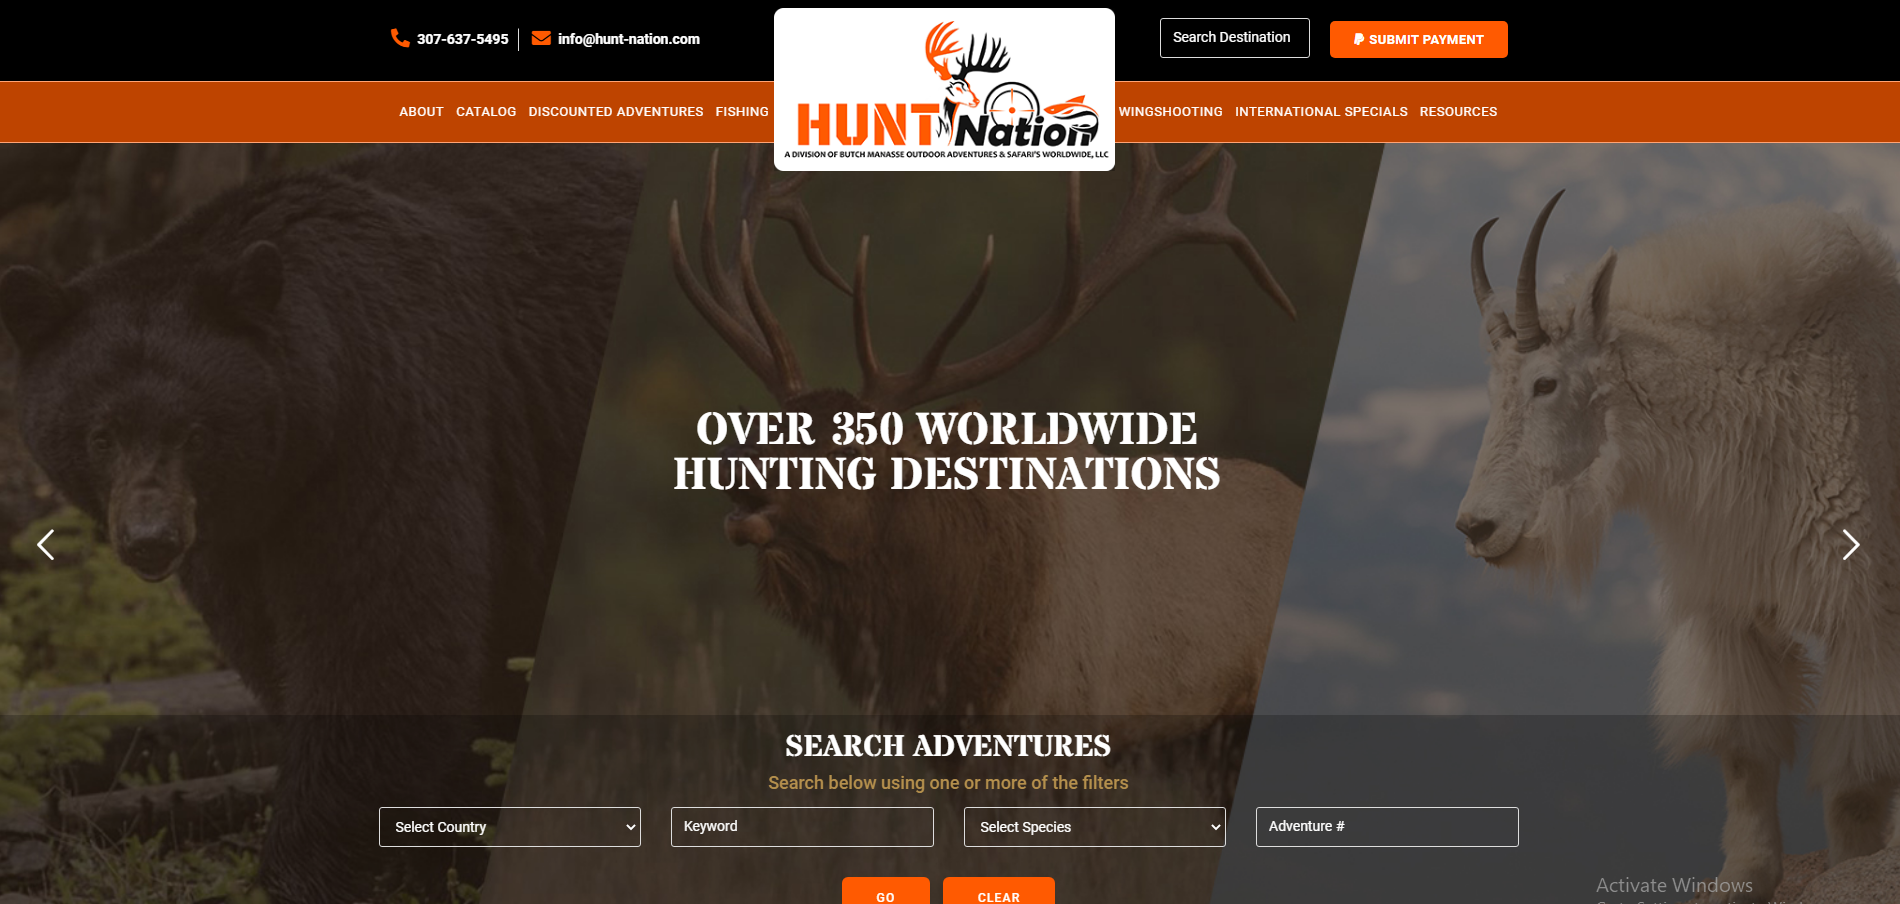 307-637-5495
info@hunt-nation.com
Search Destination
SUBMIT PAYMENT
HUNT Nation
A DIVISION OF BUTCH MANASSE OUTDOOR ADVENTURES & SAFARI'S WORLDWIDE, LLC
ABOUT CATALOG DISCOUNTED ADVENTURES FISHING
WINGSHOOTING INTERNATIONAL SPECIALS RESOURCES
OVER 350 WORLDWIDE
HUNTING DESTINATIONS
SEARCH ADVENTURES
Search below using one or more of the filters
Select Country
Keyword
Select Species
Adventure #
GO
CLEAR
Activate Windows